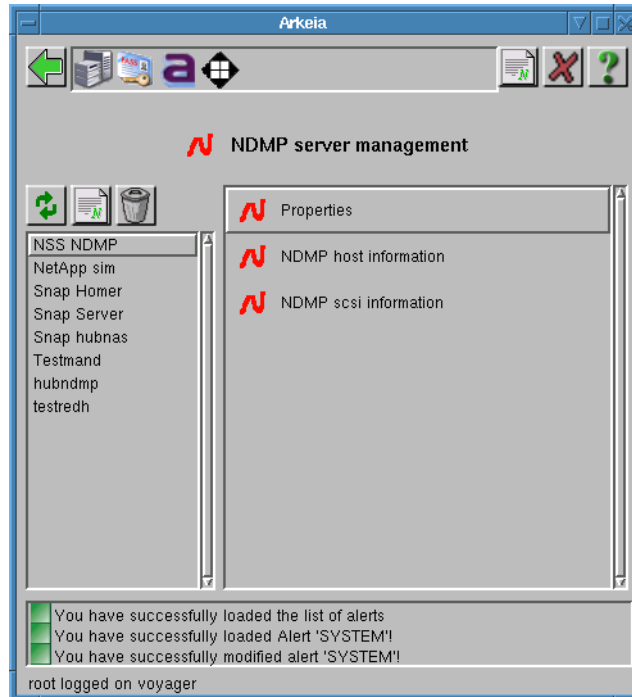 Arkeia
PASS
a
N
?
NDMP server management
N
NSS NDMP
NetApp sim
Snap Homer
Snap Server
Snap hubnas
Testmand
hubndmp
testredh
Properties
NDMP host information
NDMP scsi information
You have successfully loaded the list of alerts
You have successfully loaded Alert 'SYSTEM'!
You have successfully modified alert 'SYSTEM'!
root logged on voyager